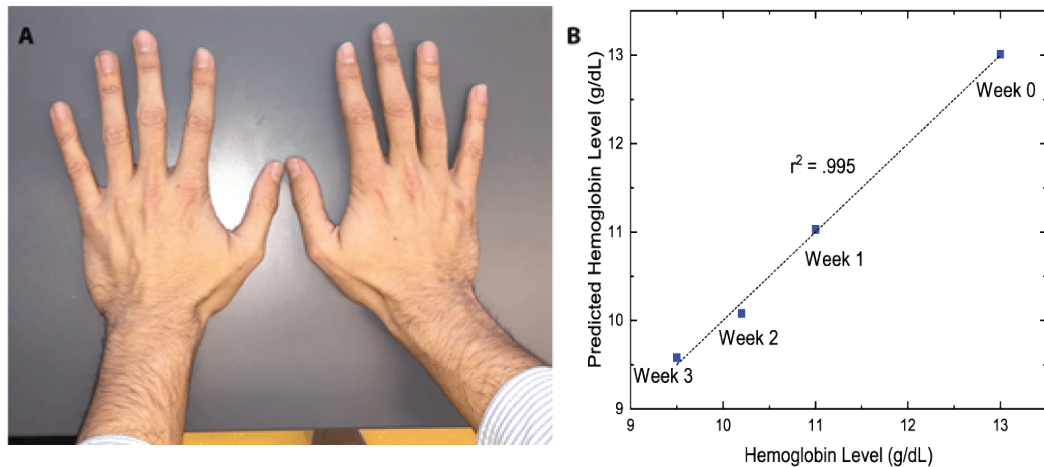 A
B
Predicted Hemoglobin Level (g/dL)
13
12
11
10
9
Week 0
r² = .995
Week 1
Week 2
Week 3
9 10 11 12 13
Hemoglobin Level (g/dL)